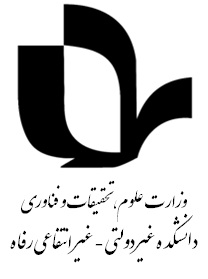 وزارت علوم، تحقیقات و فناوری
دانشکده غیردولتی - غیرانتفاعی رفاه